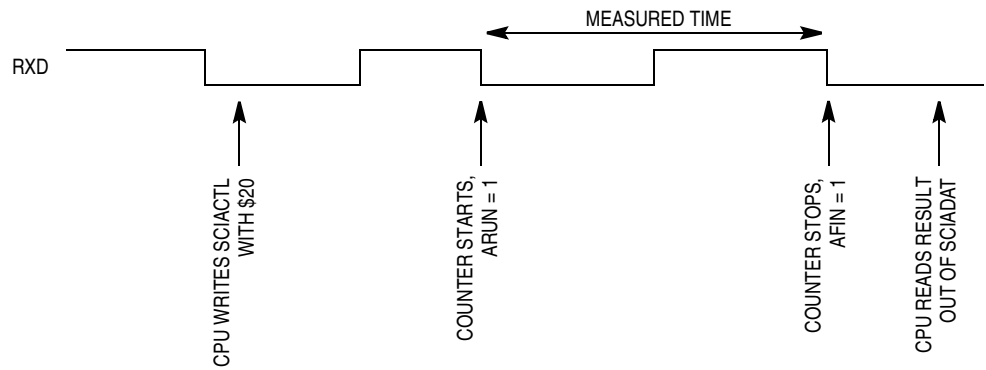 MEASURED TIME
RXD
CPU WRITES SCIACTL
WITH $20
COUNTER STARTS,
ARUN = 1
COUNTER STOPS,
AFIN = 1
CPU READS RESULT
OUT OF SCIADAT